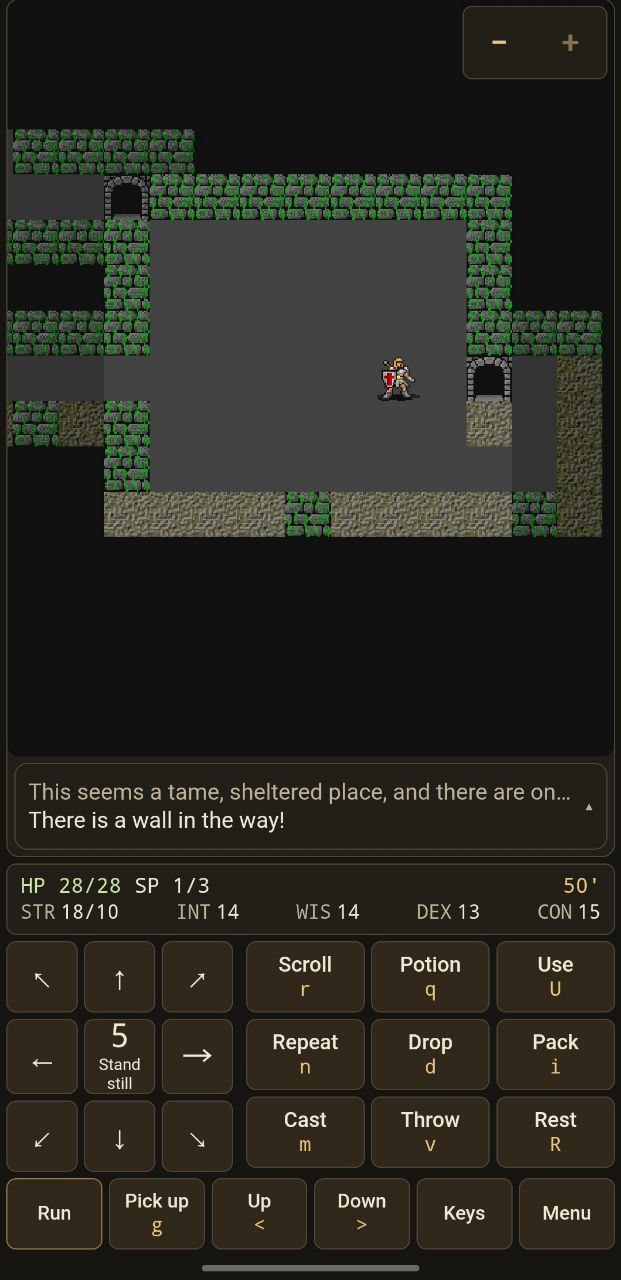 - +
This seems a tame, sheltered place, and there are on… ▴
There is a wall in the way!
HP 28/28 SP 1/3 50'
STR 18/10 INT 14 WIS 14 DEX 13 CON 15
↖ ↑ ↗
Scroll Potion Use
r q U
← 5 →
Stand
still
Repeat Drop Pack
n d i
↙ ↓ ↘
Cast Throw Rest
m v R
Run Pick up Up Down Keys Menu
g < >